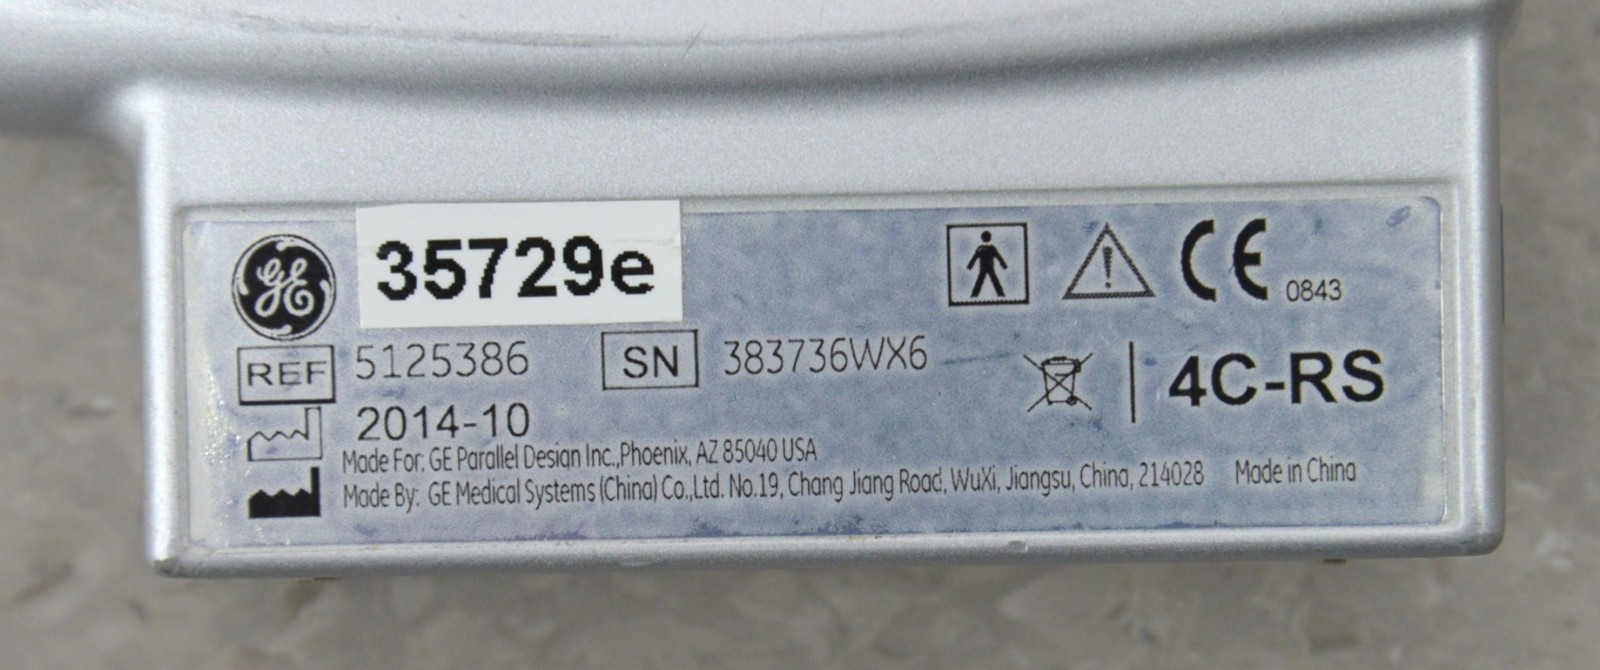 GE
35729e
CE 0843
REF 5125386 SN 383736WX6
4C-RS
2014-10
Made For: GE Parallel Design Inc.,Phoenix, AZ 85040 USA
Made By: GE Medical Systems (China) Co.,Ltd. No.19, Chang Jiang Road, WuXi, Jiangsu, China, 214028 Made in China